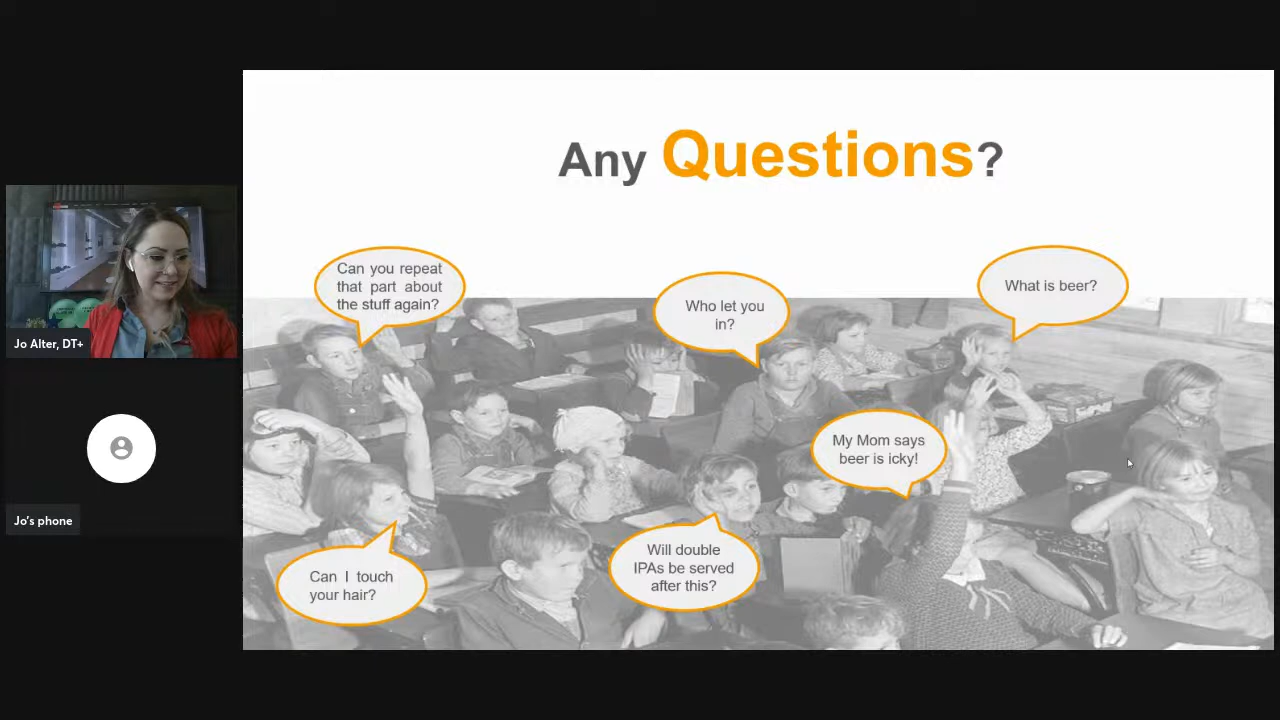 Any Questions?
Can you repeat
that part about
the stuff again?
Who let you
in?
What is beer?
My Mom says
beer is icky!
Will double
IPAs be served
after this?
Can I touch
your hair?
Jo Alter, DT+
Jo's phone